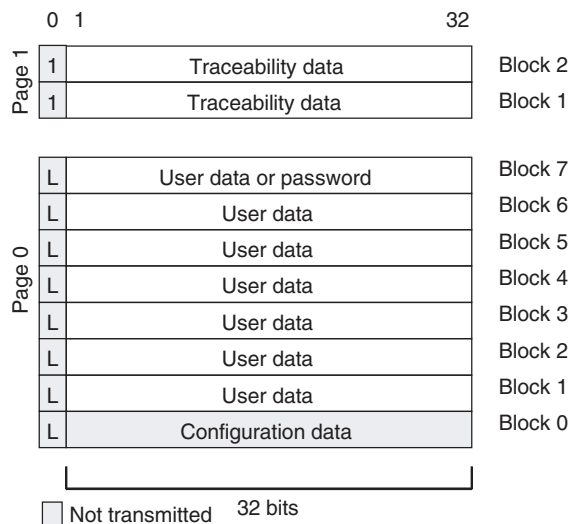 0 1 32
Page 1
1 Traceability data Block 2
1 Traceability data Block 1
Page 0
L User data or password Block 7
L User data Block 6
L User data Block 5
L User data Block 4
L User data Block 3
L User data Block 2
L User data Block 1
L Configuration data Block 0
32 bits
Not transmitted